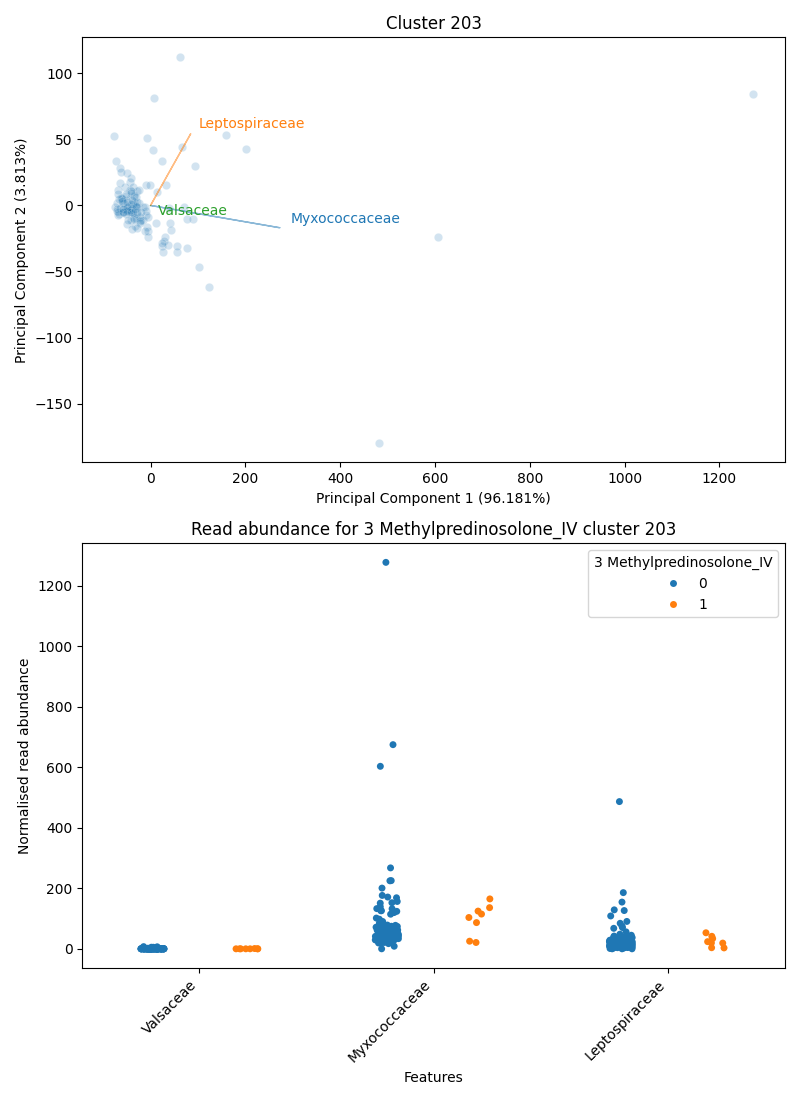 Cluster 203
Principal Component 2 (3.813%)
100
50
0
−50
−100
−150
Leptospiraceae
Valsaceae
Myxococcaceae
0
200
400
600
800
1000
1200
Principal Component 1 (96.181%)
Read abundance for 3 Methylpredinosolone_IV cluster 203
Normalised read abundance
1200
1000
800
600
400
200
0
3 Methylpredinosolone_IV
0
1
Valsaceae
Myxococcaceae
Leptospiraceae
Features